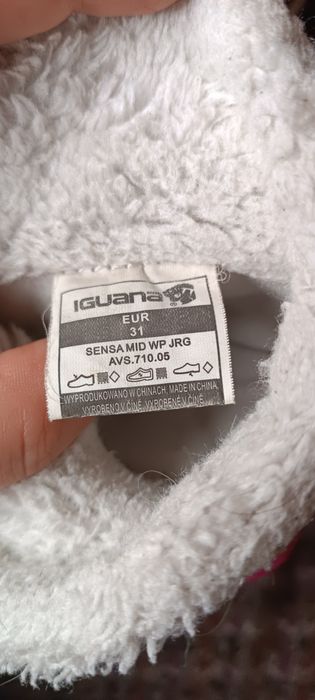 IGUANA
EUR
31
SENSA MID WP JRG
AVS.710.05
WYPRODUKOWANO W CHINACH, MADE IN CHINA,
VYROBENO V ČÍNĚ, VYROBENÉ V ČÍNE